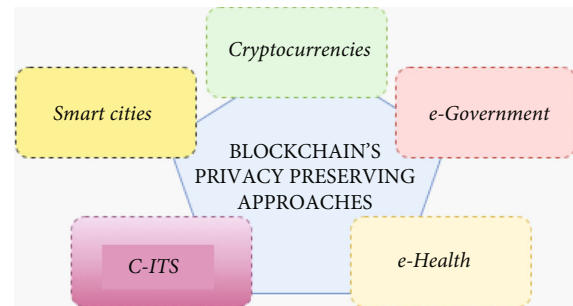 Cryptocurrencies
Smart cities
e-Government
BLOCKCHAIN'S
PRIVACY PRESERVING
APPROACHES
C-ITS
e-Health